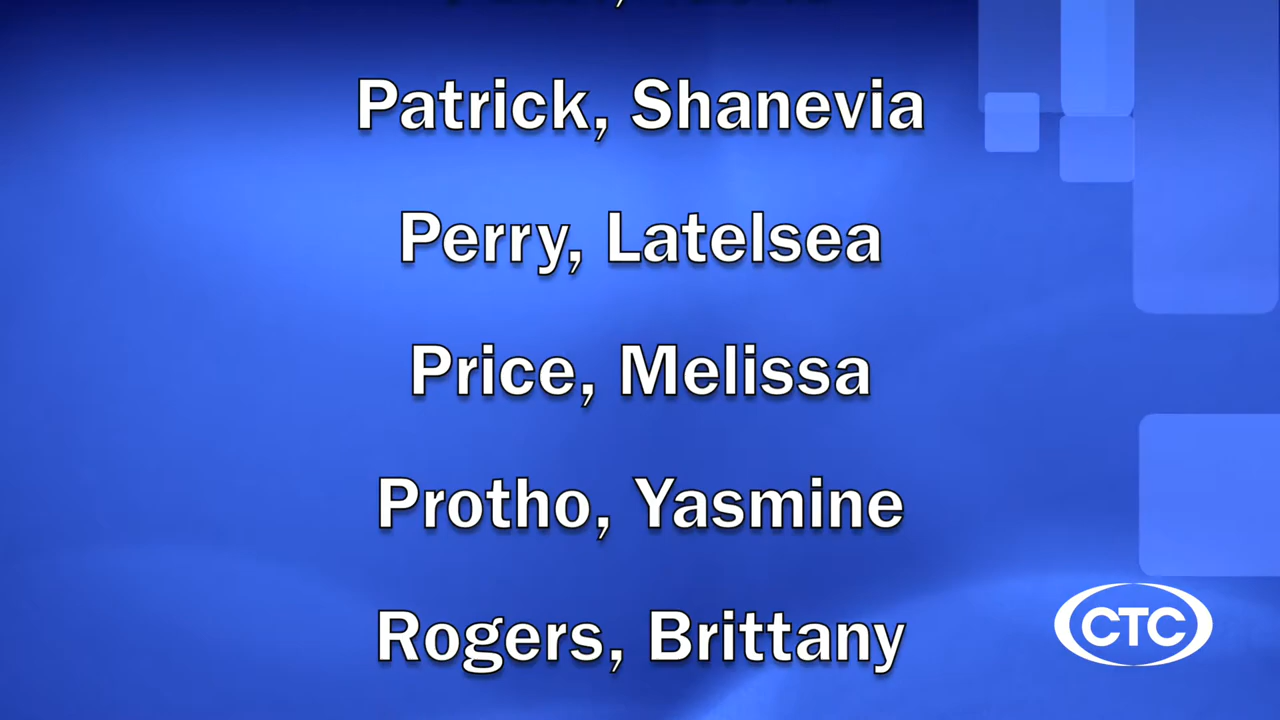 Patrick, Shanevia
Perry, Latelsea
Price, Melissa
Protho, Yasmine
Rogers, Brittany
CTC